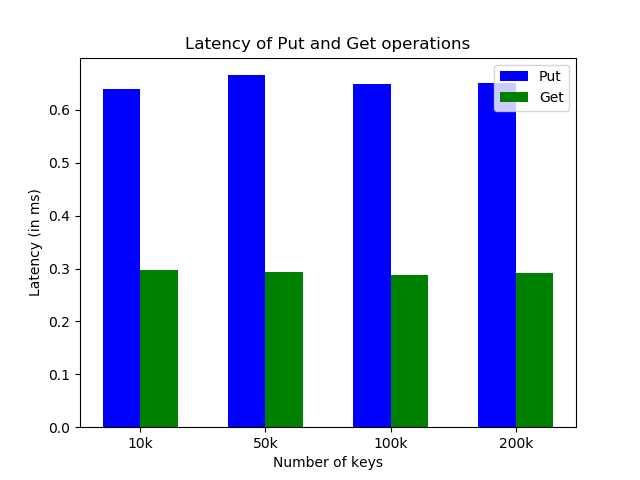 Latency of Put and Get operations
Put
Get
Latency (in ms)
0.6
0.5
0.4
0.3
0.2
0.1
0.0
10k 50k 100k 200k
Number of keys